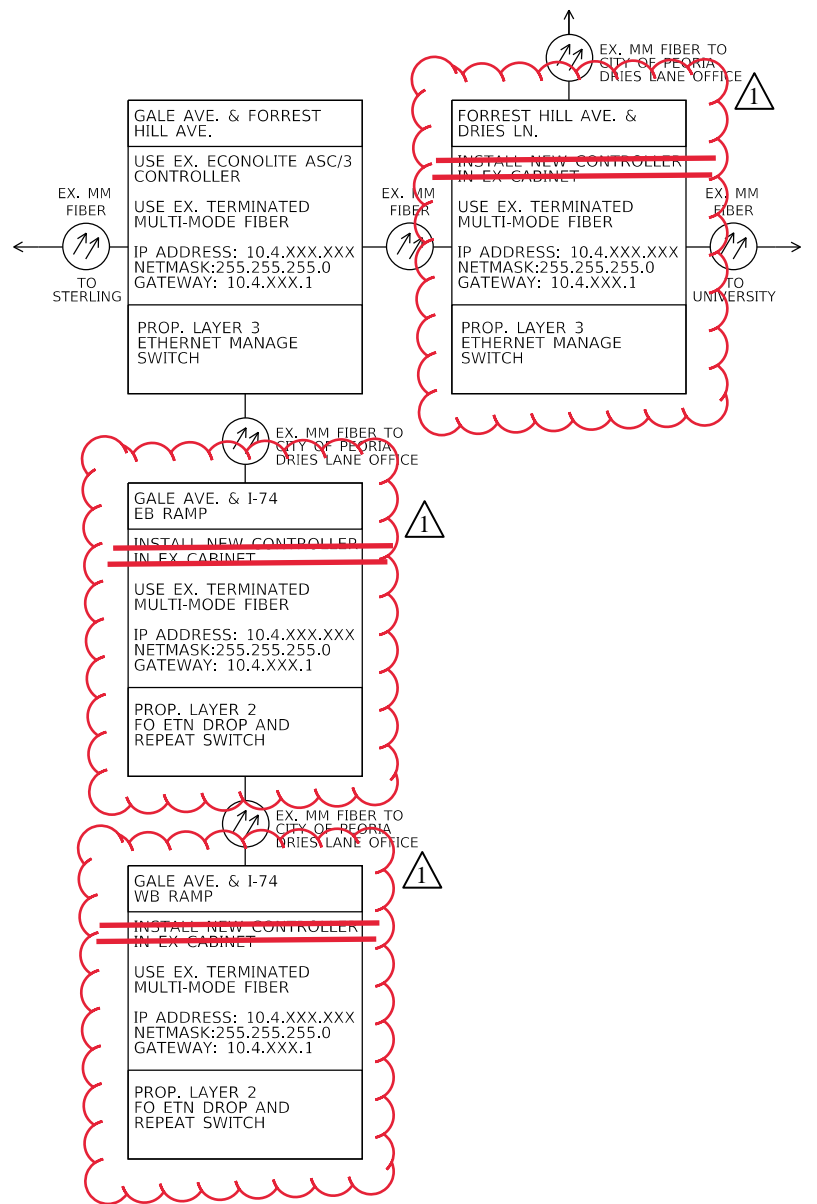 EX. MM FIBER TO
CITY OF PEORIA
DRIES LANE OFFICE
1
GALE AVE. & FORREST
HILL AVE.
USE EX. ECONOLITE ASC/3
CONTROLLER
USE EX. TERMINATED
MULTI-MODE FIBER
IP ADDRESS: 10.4.XXX.XXX
NETMASK:255.255.255.0
GATEWAY: 10.4.XXX.1
PROP. LAYER 3
ETHERNET MANAGE
SWITCH
EX. MM
FIBER
TO
STERLING
EX. MM
FIBER
FORREST HILL AVE. &
DRIES LN.
INSTALL NEW CONTROLLER
IN EX CABINET
USE EX. TERMINATED
MULTI-MODE FIBER
IP ADDRESS: 10.4.XXX.XXX
NETMASK:255.255.255.0
GATEWAY: 10.4.XXX.1
PROP. LAYER 3
ETHERNET MANAGE
SWITCH
EX. MM
FIBER
TO
UNIVERSITY
EX. MM FIBER TO
CITY OF PEORIA
DRIES LANE OFFICE
1
GALE AVE. & I-74
EB RAMP
INSTALL NEW CONTROLLER
IN EX CABINET
USE EX. TERMINATED
MULTI-MODE FIBER
IP ADDRESS: 10.4.XXX.XXX
NETMASK:255.255.255.0
GATEWAY: 10.4.XXX.1
PROP. LAYER 2
FO ETN DROP AND
REPEAT SWITCH
EX. MM FIBER TO
CITY OF PEORIA
DRIES LANE OFFICE
1
GALE AVE. & I-74
WB RAMP
INSTALL NEW CONTROLLER
IN EX CABINET
USE EX. TERMINATED
MULTI-MODE FIBER
IP ADDRESS: 10.4.XXX.XXX
NETMASK:255.255.255.0
GATEWAY: 10.4.XXX.1
PROP. LAYER 2
FO ETN DROP AND
REPEAT SWITCH